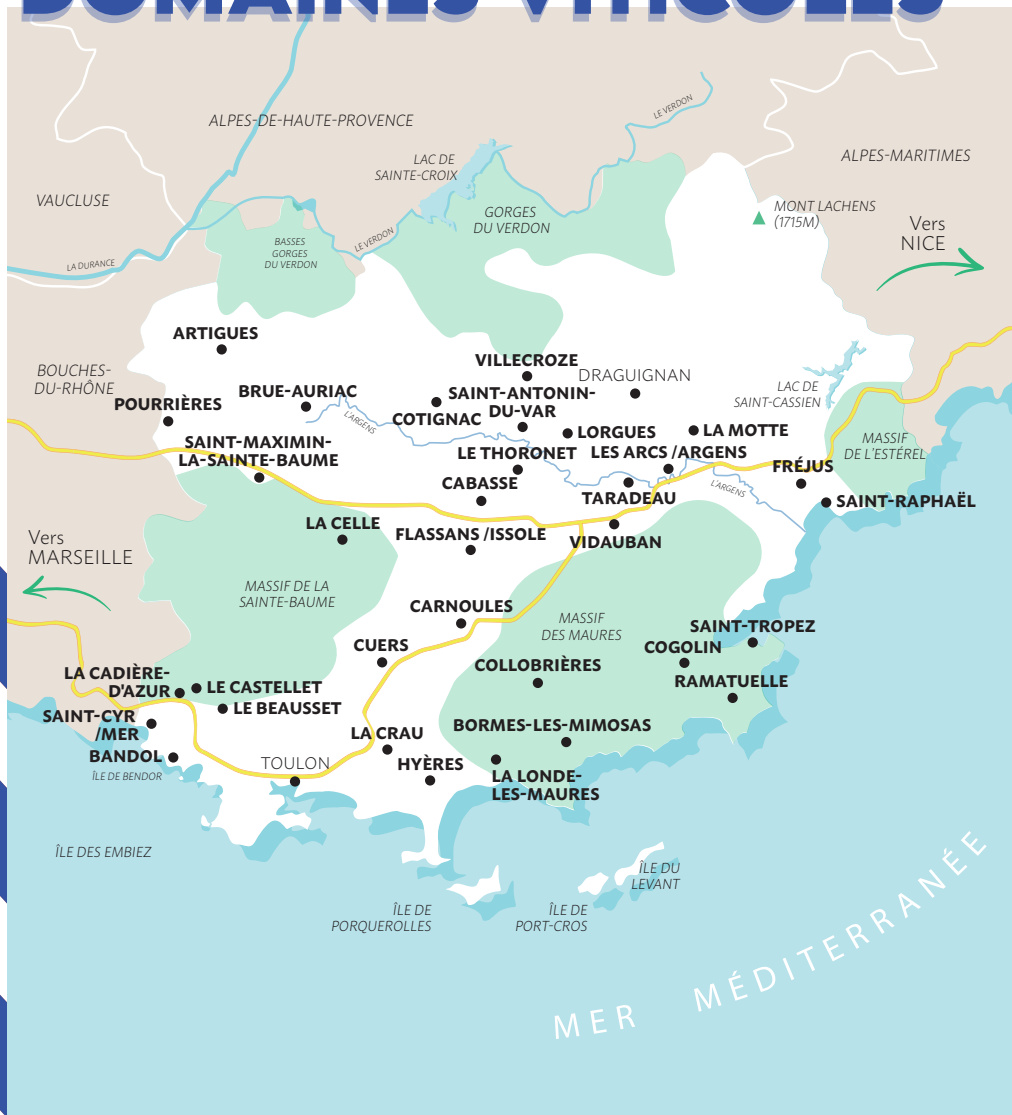 DOMAINES VITICOLES
ALPES-DE-HAUTE-PROVENCE
LE VERDON
LAC DE
SAINTE-CROIX
ALPES-MARITIMES
VAUCLUSE
GORGES
DU VERDON
MONT LACHENS
(1715M)
Vers
NICE
BASSES
GORGES
DU VERDON
LE VERDON
LA DURANCE
ARTIGUES
BOUCHES-
DU-RHÔNE
VILLECROZE
DRAGUIGNAN
BRUE-AURIAC
SAINT-ANTONIN-
DU-VAR
LAC DE
SAINT-CASSIEN
POURRIÈRES
COTIGNAC
L'ARGENS
LORGUES
LA MOTTE
SAINT-MAXIMIN-
LA-SAINTE-BAUME
LE THORONET
LES ARCS /ARGENS
MASSIF
DE L'ESTÉREL
FRÉJUS
CABASSE
TARADEAU
L'ARGENS
SAINT-RAPHAËL
LA CELLE
FLASSANS /ISSOLE
VIDAUBAN
Vers
MARSEILLE
MASSIF DE LA
SAINTE-BAUME
CARNOULES
MASSIF
DES MAURES
SAINT-TROPEZ
CUERS
COGOLIN
COLLOBRIÈRES
LA CADIÈRE-
D'AZUR
LE CASTELLET
RAMATUELLE
LE BEAUSSET
SAINT-CYR
/MER
BORMES-LES-MIMOSAS
LA CRAU
BANDOL
TOULON
HYÈRES
ÎLE DE BENDOR
LA LONDE-
LES-MAURES
ÎLE DES EMBIEZ
ÎLE DU
LEVANT
ÎLE DE
PORQUEROLLES
ÎLE DE
PORT-CROS
MER MÉDITERRANÉE